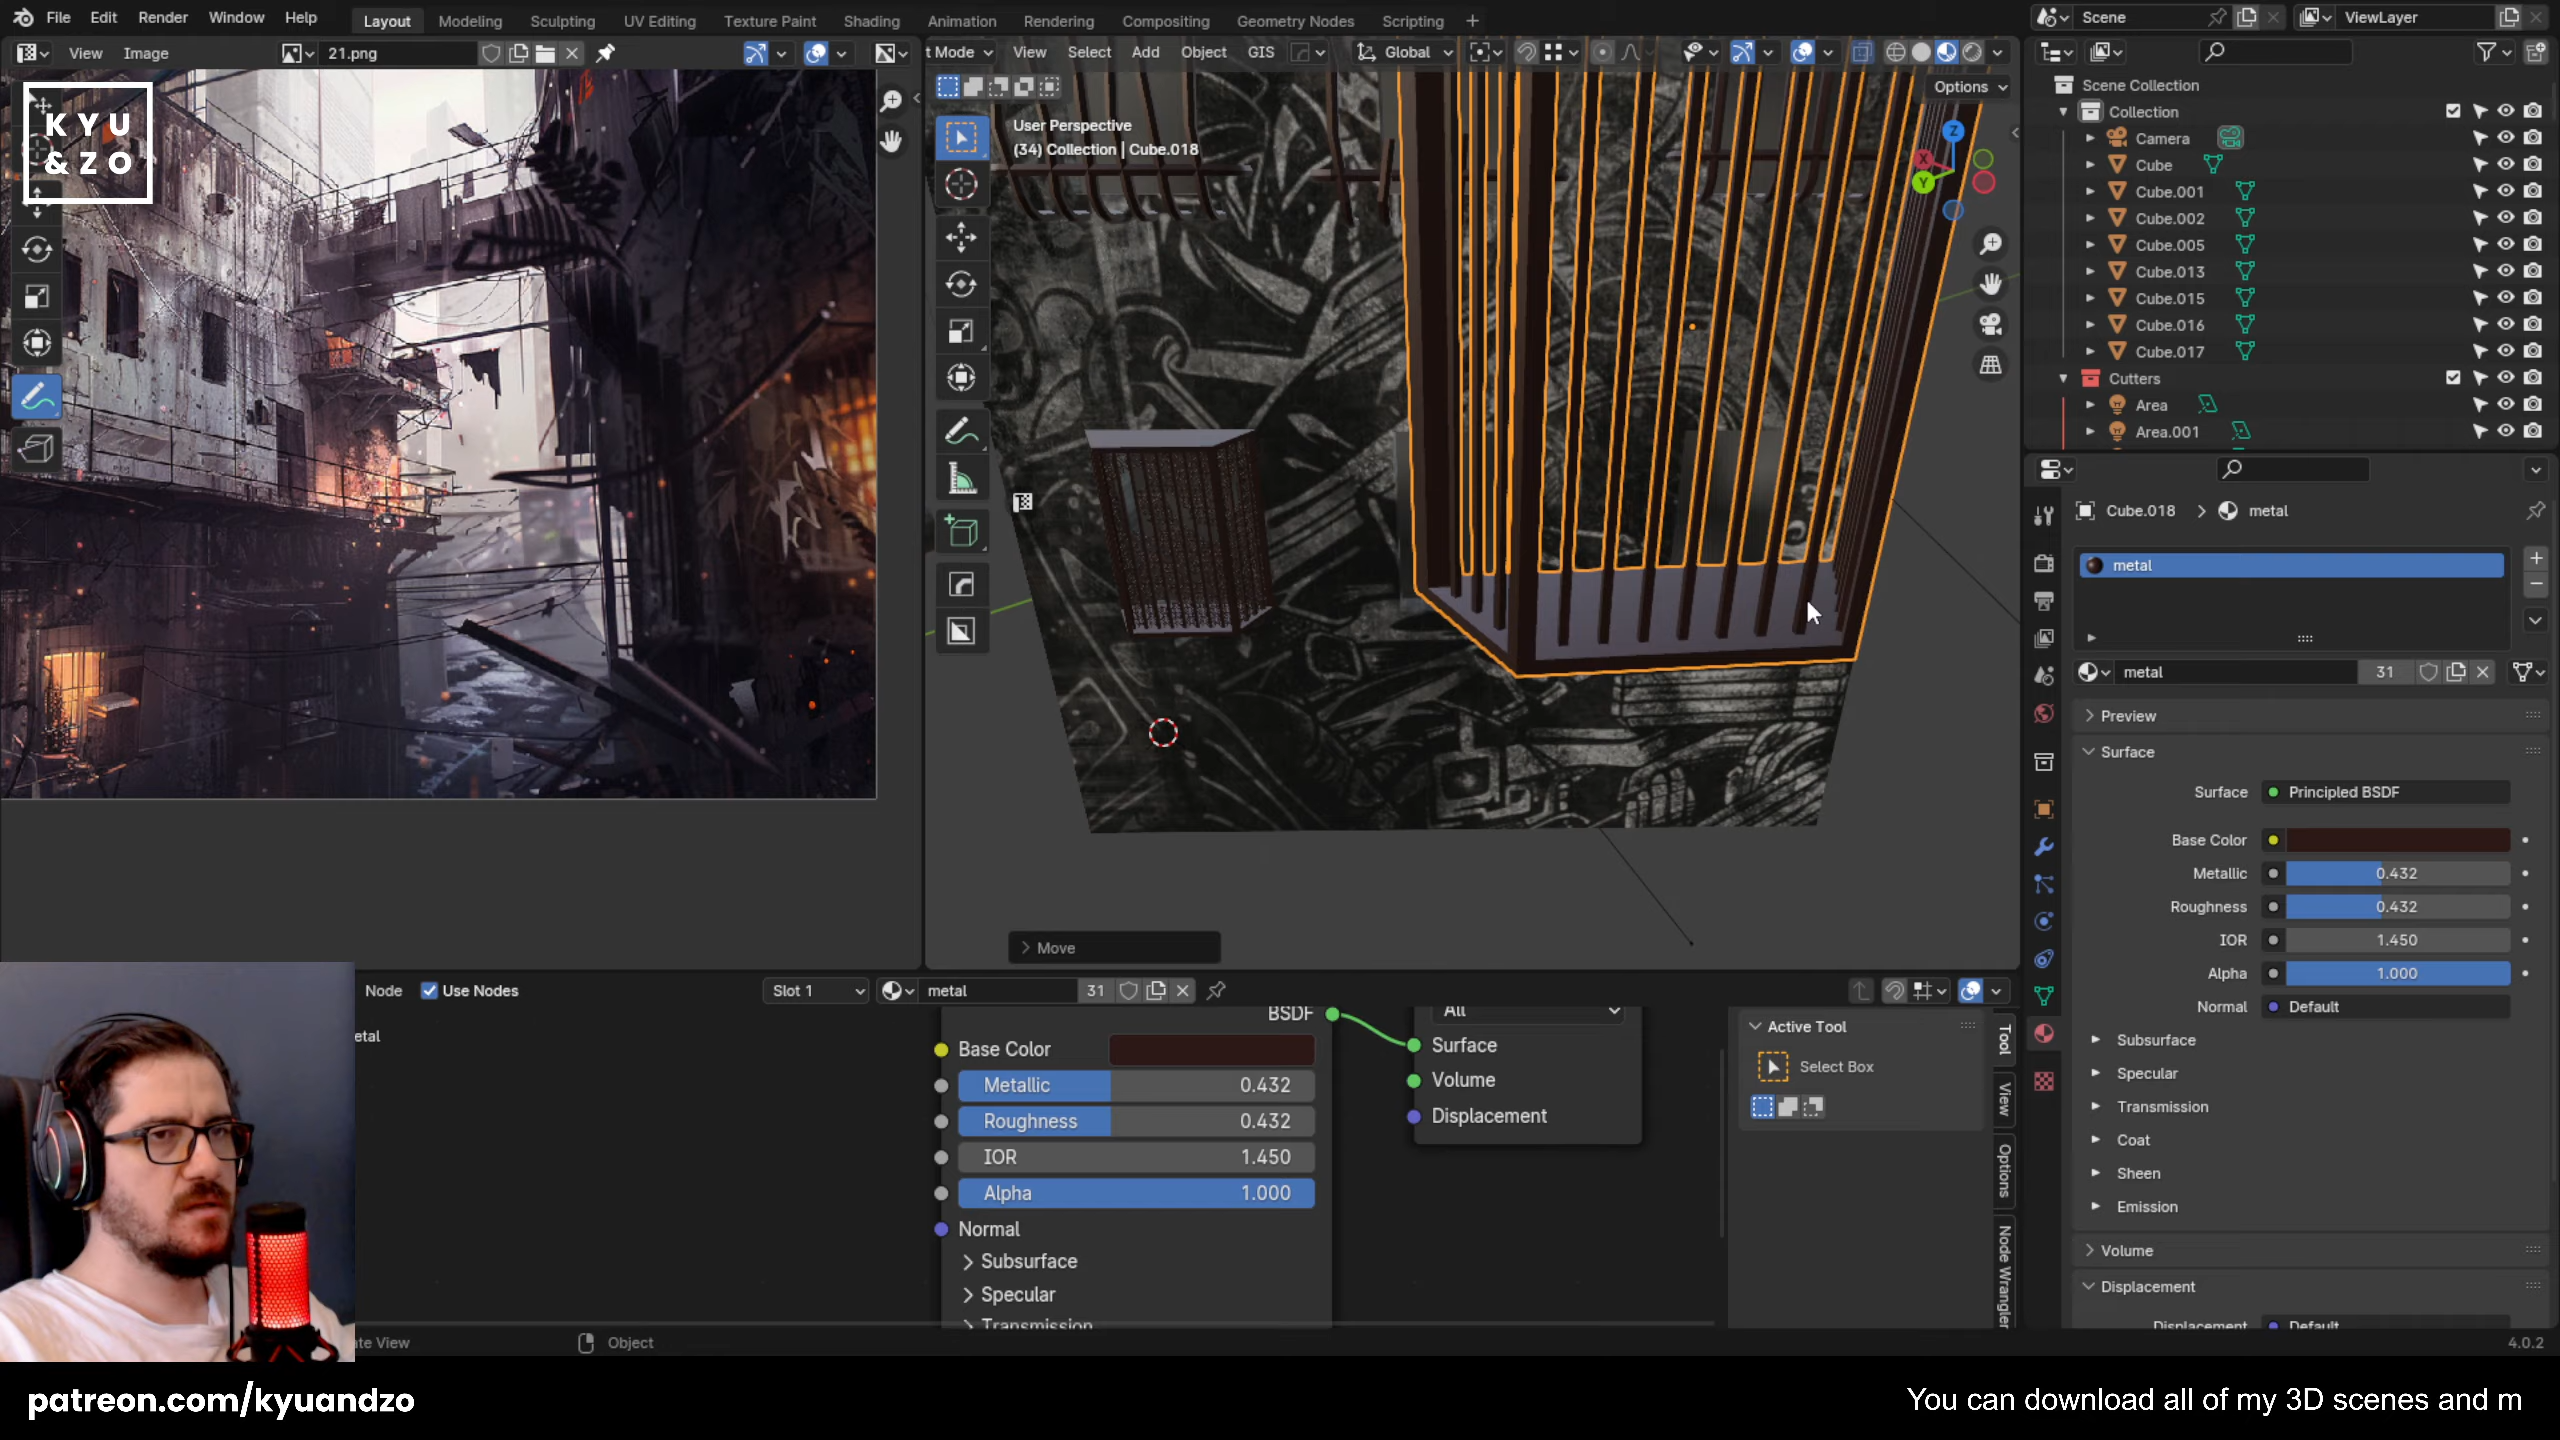 File Edit Render Window Help
Layout Modeling Sculpting UV Editing Texture Paint Shading Animation Rendering Compositing Geometry Nodes Scripting
Scene
ViewLayer
View Image
21.png
t Mode View Select Add Object GIS
Global
Options
KYU
&ZO
User Perspective
(34) Collection | Cube.018
Z
X
Y
Scene Collection
Collection
Camera
Cube
Cube.001
Cube.002
Cube.005
Cube.013
Cube.015
Cube.016
Cube.017
Cutters
Area
Area.001
Cube.018 metal
metal
metal 31
Preview
Surface
Surface Principled BSDF
Base Color
Metallic 0.432
Roughness 0.432
IOR 1.450
Alpha 1.000
Normal Default
Subsurface
Specular
Transmission
Coat
Sheen
Emission
Volume
Displacement
Displacement Default
Move
Node Use Nodes Slot 1 metal 31
etal
BSDF
Base Color
Metallic 0.432
Roughness 0.432
IOR 1.450
Alpha 1.000
Normal
Subsurface
Specular
Transmission
All
Surface
Volume
Displacement
Active Tool
Select Box
Tool
View
Options
Node Wrangler
ate View
Object
4.0.2
patreon.com/kyuandzo
You can download all of my 3D scenes and m